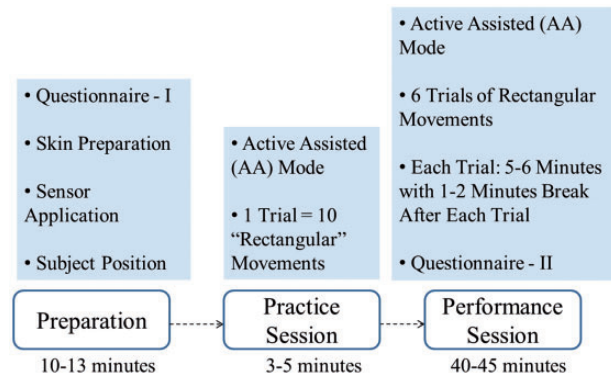 • Questionnaire - I
• Skin Preparation
• Sensor
Application
• Subject Position
Preparation
10-13 minutes
• Active Assisted
(AA) Mode
• 1 Trial = 10
“Rectangular”
Movements
Practice
Session
3-5 minutes
• Active Assisted (AA)
Mode
• 6 Trials of Rectangular
Movements
• Each Trial: 5-6 Minutes
with 1-2 Minutes Break
After Each Trial
• Questionnaire - II
Performance
Session
40-45 minutes